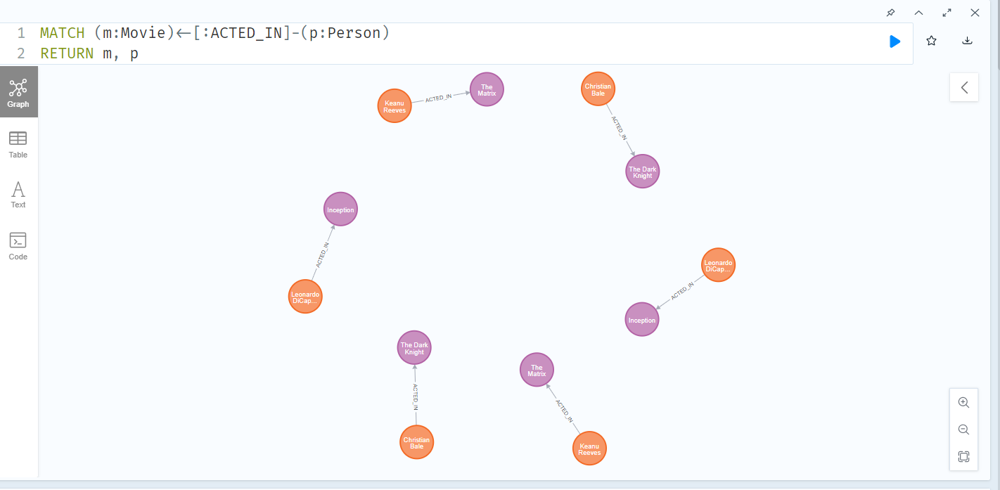 1 MATCH (m:Movie)<-[:ACTED_IN]-(p:Person)
2 RETURN m, p
Graph
Table
Text
Code
Keanu
Reeves
ACTED_IN
The
Matrix
Christian
Bale
ACTED_IN
The Dark
Knight
Inception
ACTED_IN
Leonardo
DiCap...
Leonardo
DiCap...
ACTED_IN
Inception
The Dark
Knight
ACTED_IN
Christian
Bale
The
Matrix
ACTED_IN
Keanu
Reeves